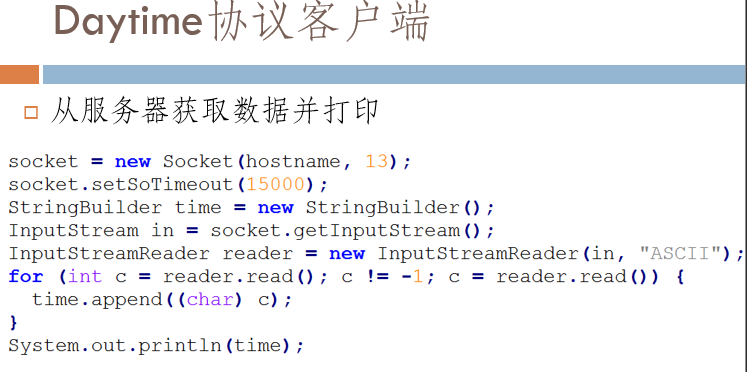 Daytime协议客户端
从服务器获取数据并打印
socket = new Socket(hostname, 13);
socket.setSoTimeout(15000);
StringBuilder time = new StringBuilder();
InputStream in = socket.getInputStream();
InputStreamReader reader = new InputStreamReader(in, "ASCII");
for (int c = reader.read(); c != -1; c = reader.read()) {
  time.append((char) c);
}
System.out.println(time);